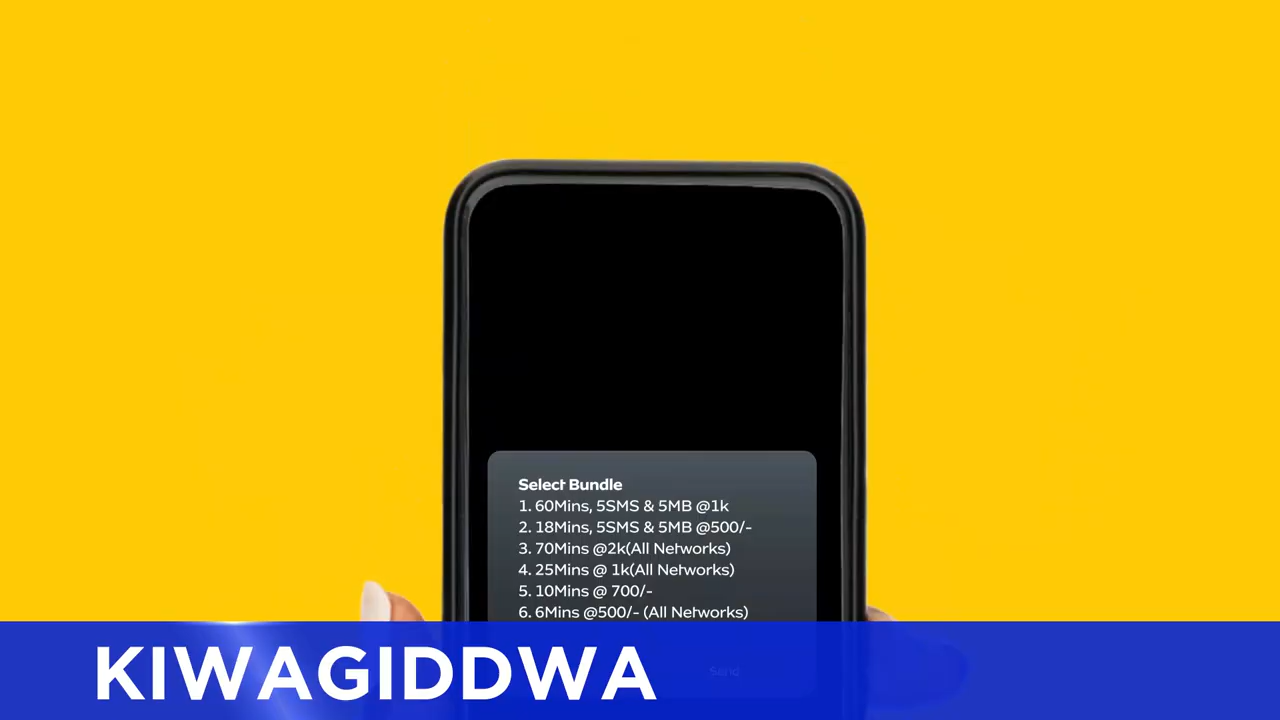 Select Bundle
1. 60Mins, 5SMS & 5MB @1k
2. 18Mins, 5SMS & 5MB @500/-
3. 70Mins @2k(All Networks)
4. 25Mins @ 1k(All Networks)
5. 10Mins @ 700/-
6. 6Mins @500/- (All Networks)
Send
KIWAGIDDWA